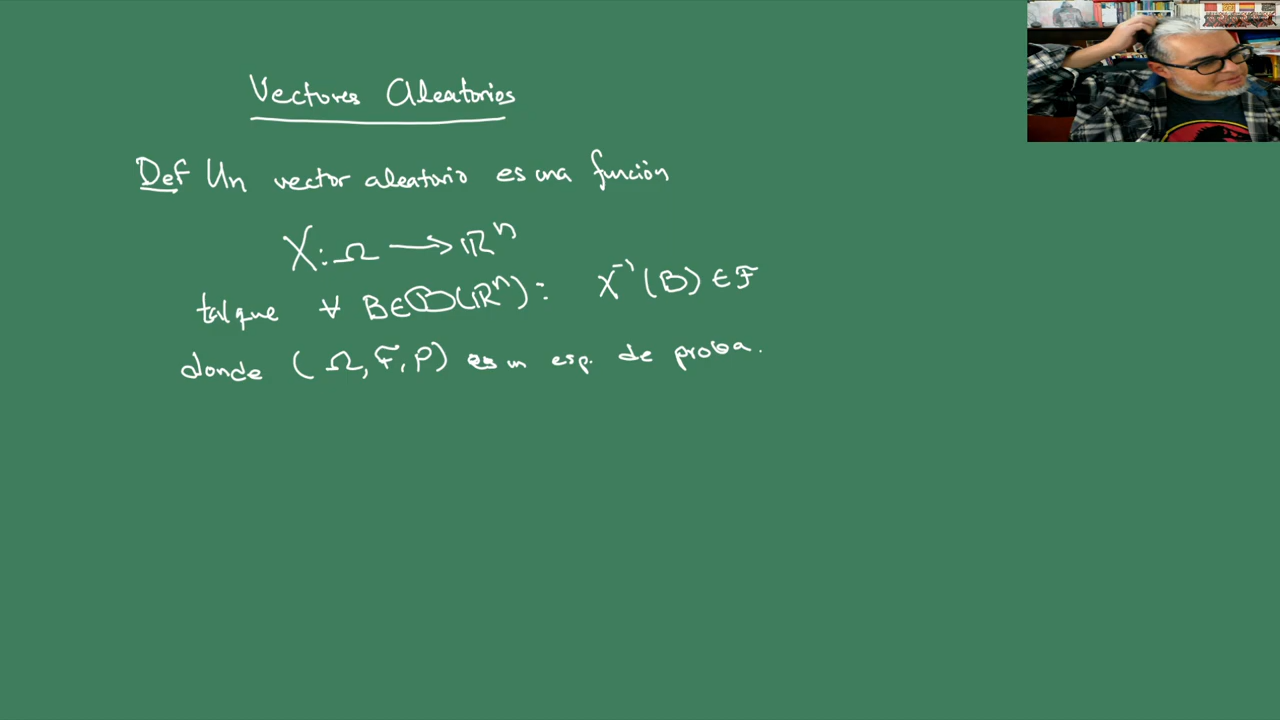 Vectores Aleatorios
Def Un vector aleatorio es una función
X: Ω ⟶ ℝⁿ
tal que ∀ B∈𝔹(ℝⁿ): X⁻¹(B) ∈ ℱ
donde (Ω, ℱ, P) es un esp. de proba.